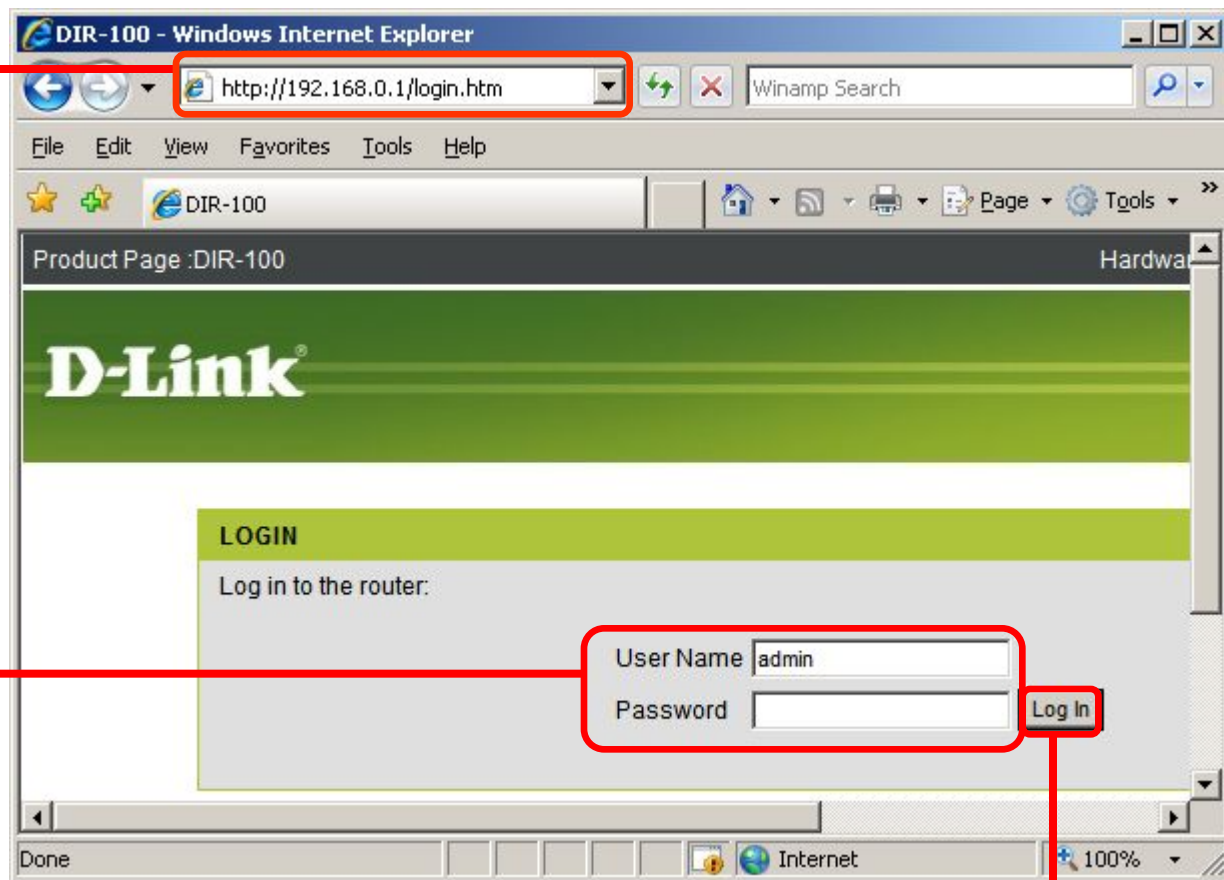 DIR-100 - Windows Internet Explorer
http://192.168.0.1/login.htm
Winamp Search
File Edit View Favorites Tools Help
DIR-100
Page Tools »
Product Page :DIR-100
Hardwar
D-Link®
LOGIN
Log in to the router:
User Name admin
Password
Log In
Done
Internet
100%